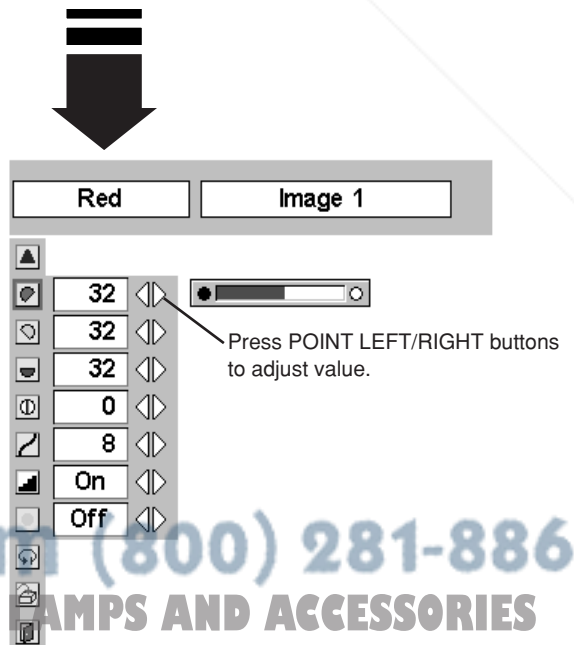 Red Image 1
32
32
32
0
8
On
Off
Press POINT LEFT/RIGHT buttons
to adjust value.
(800) 281-886
AMPS AND ACCESSORIES